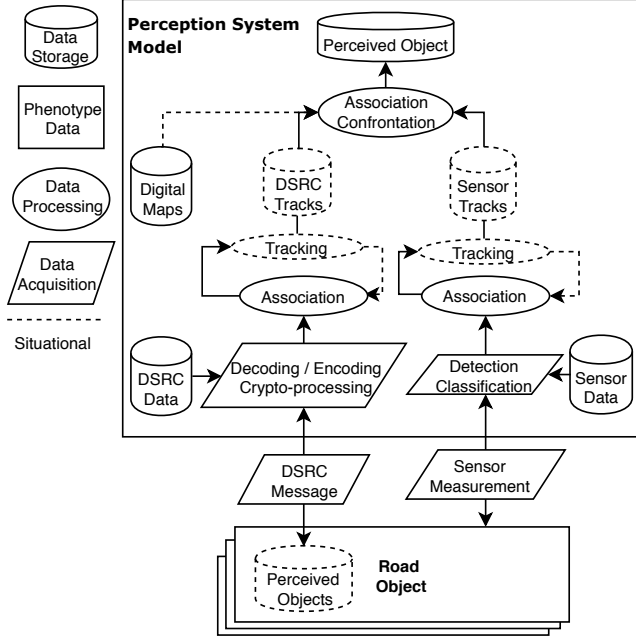 Data
Storage
Phenotype
Data
Data
Processing
Data
Acquisition
Situational
Perception System
Model
Perceived Object
Association
Confrontation
Digital
Maps
DSRC
Tracks
Sensor
Tracks
Tracking
Tracking
Association
Association
DSRC
Data
Decoding / Encoding
Crypto-processing
Detection
Classification
Sensor
Data
DSRC
Message
Sensor
Measurement
Perceived
Objects
Road
Object